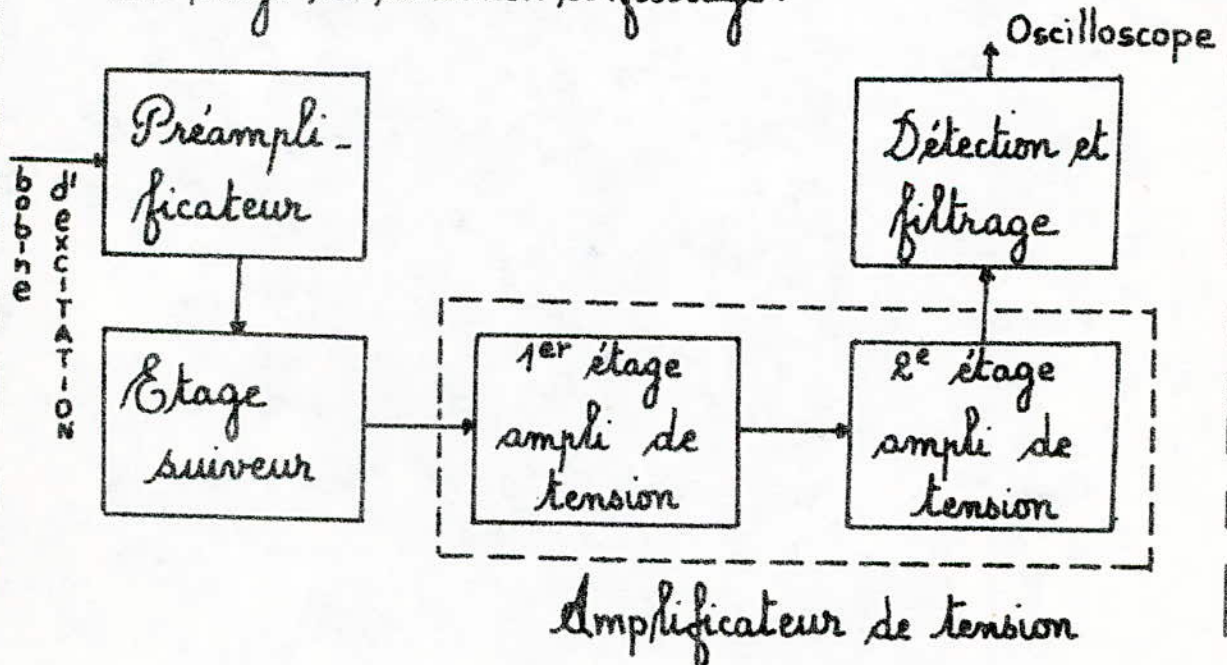 Oscilloscope
bobine
d'excitation
Préampli-
ficateur
Etage
suiveur
1er étage
ampli de
tension
2e étage
ampli de
tension
Détection et
filtrage
Amplificateur de tension